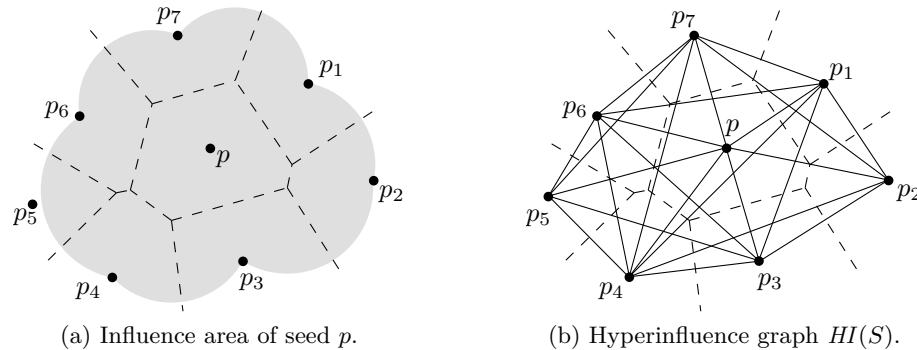 p7
p1
p6
p
p2
p5
p4
p3
(a) Influence area of seed p.
p7
p1
p6
p
p2
p5
p4
p3
(b) Hyperinfluence graph HI(S).